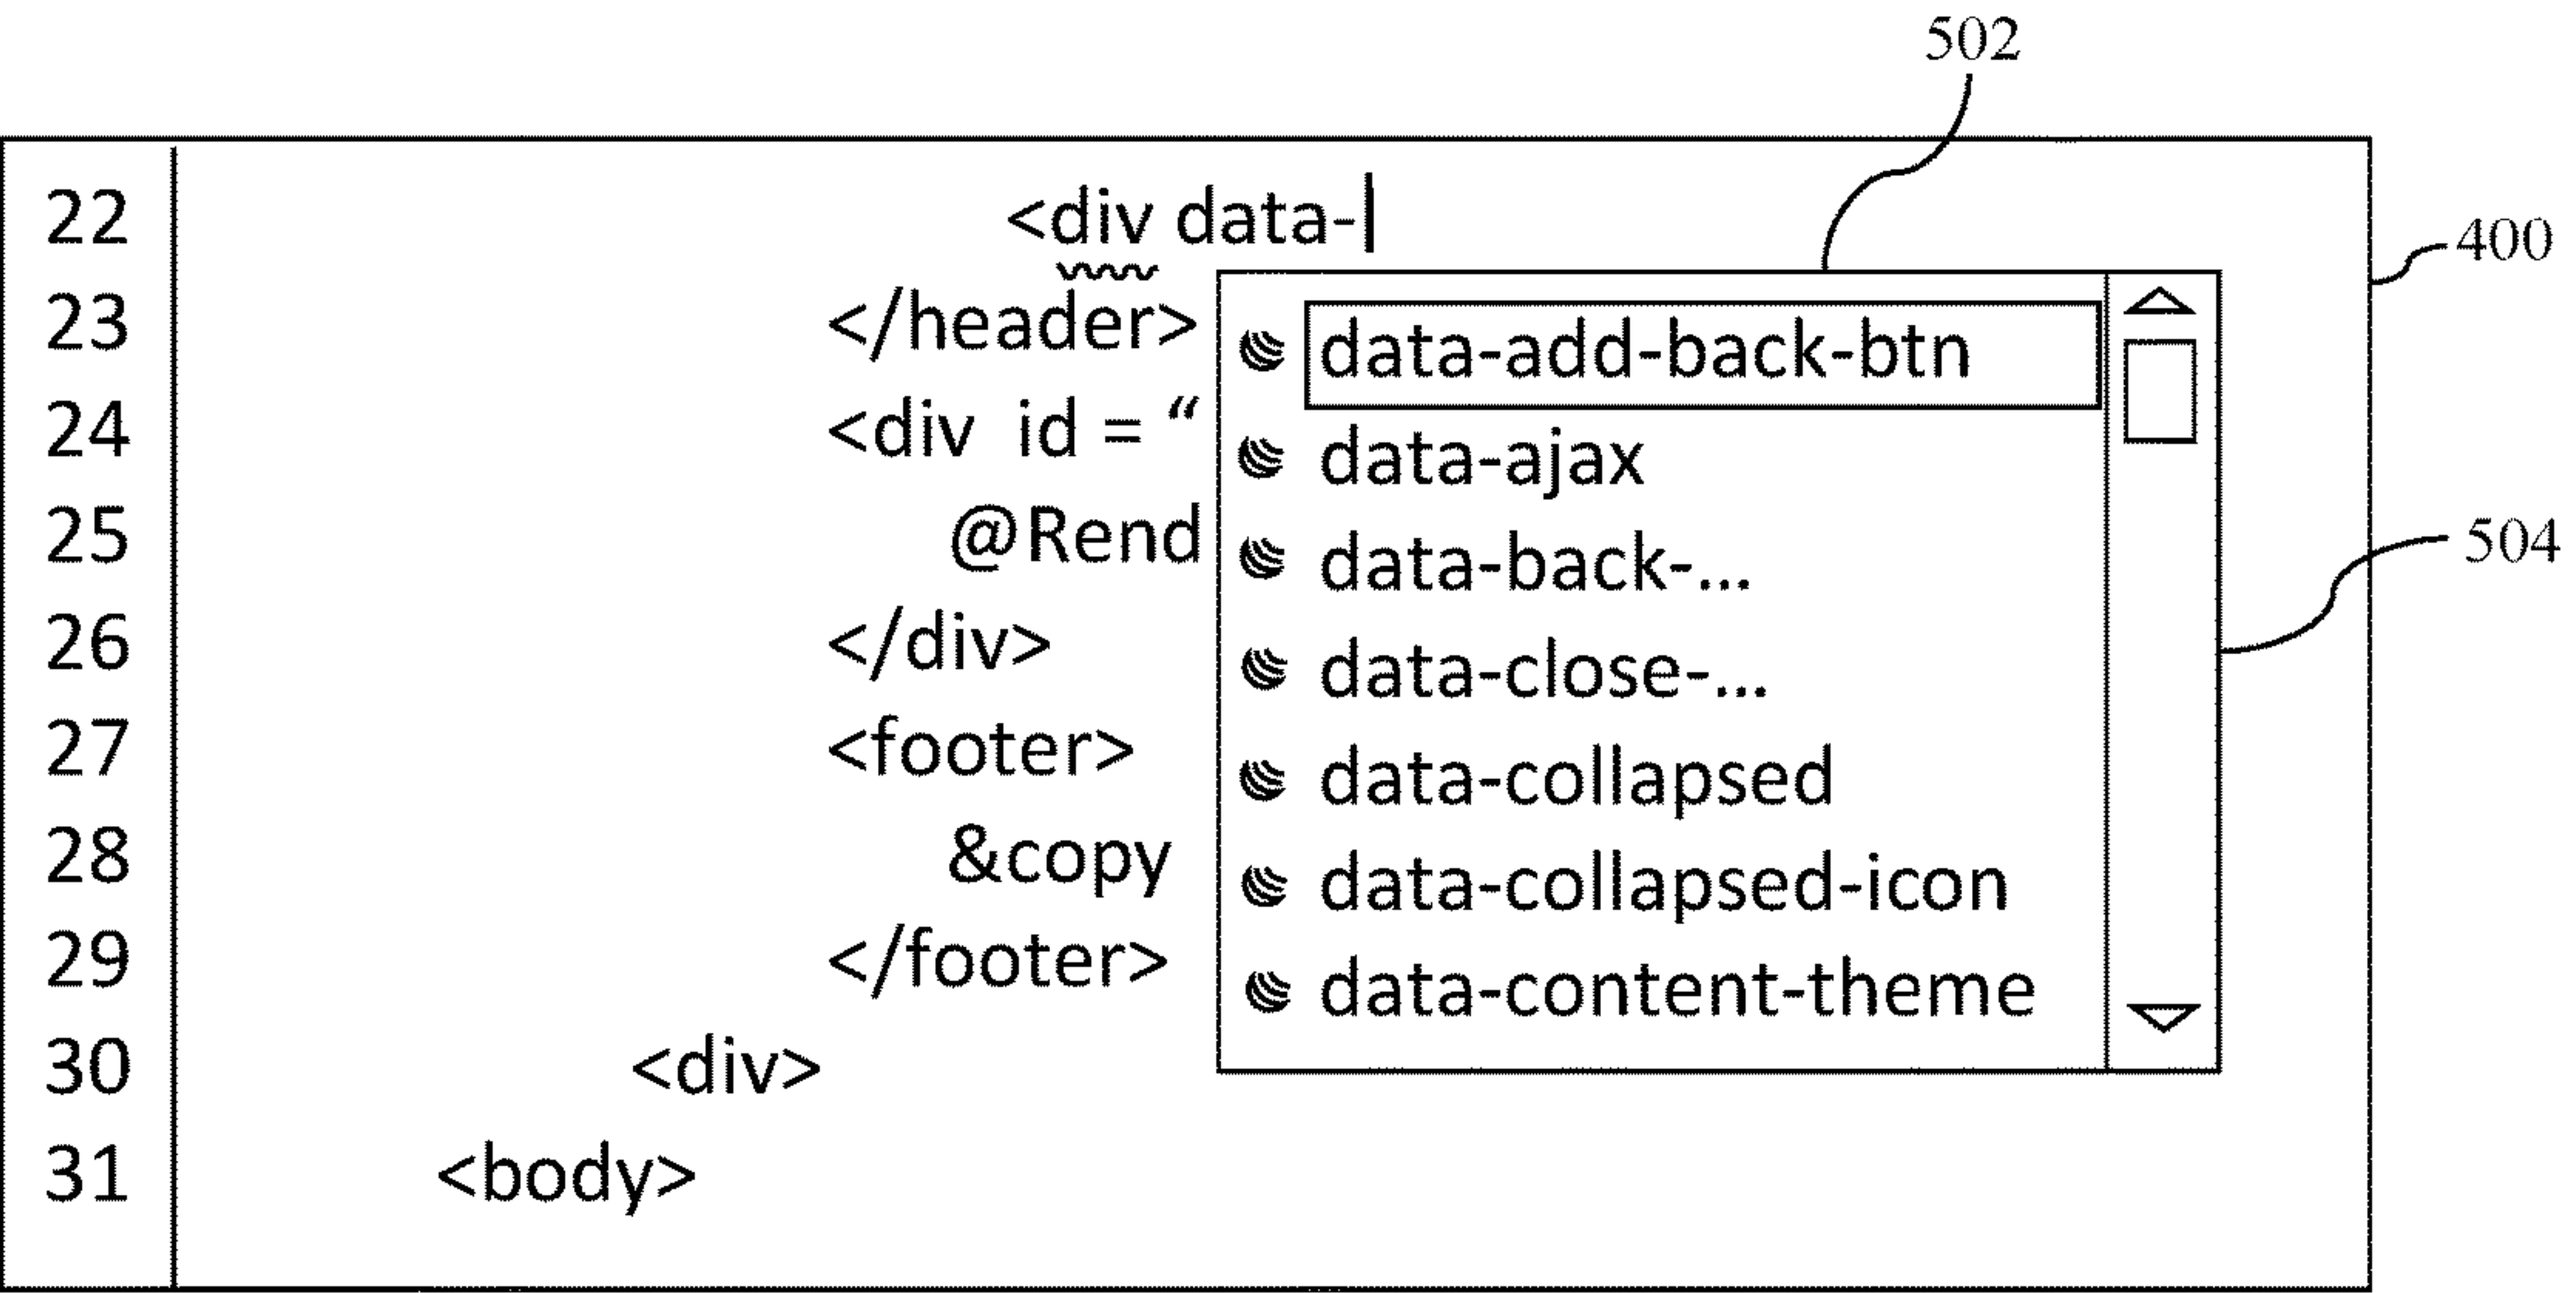 502
400
504
22 <div data-|
23 </header>
24 <div id = “
25 @Rend
26 </div>
27 <footer>
28 &copy
29 </footer>
30 <div>
31 <body>
data-add-back-btn
data-ajax
data-back-...
data-close-...
data-collapsed
data-collapsed-icon
data-content-theme